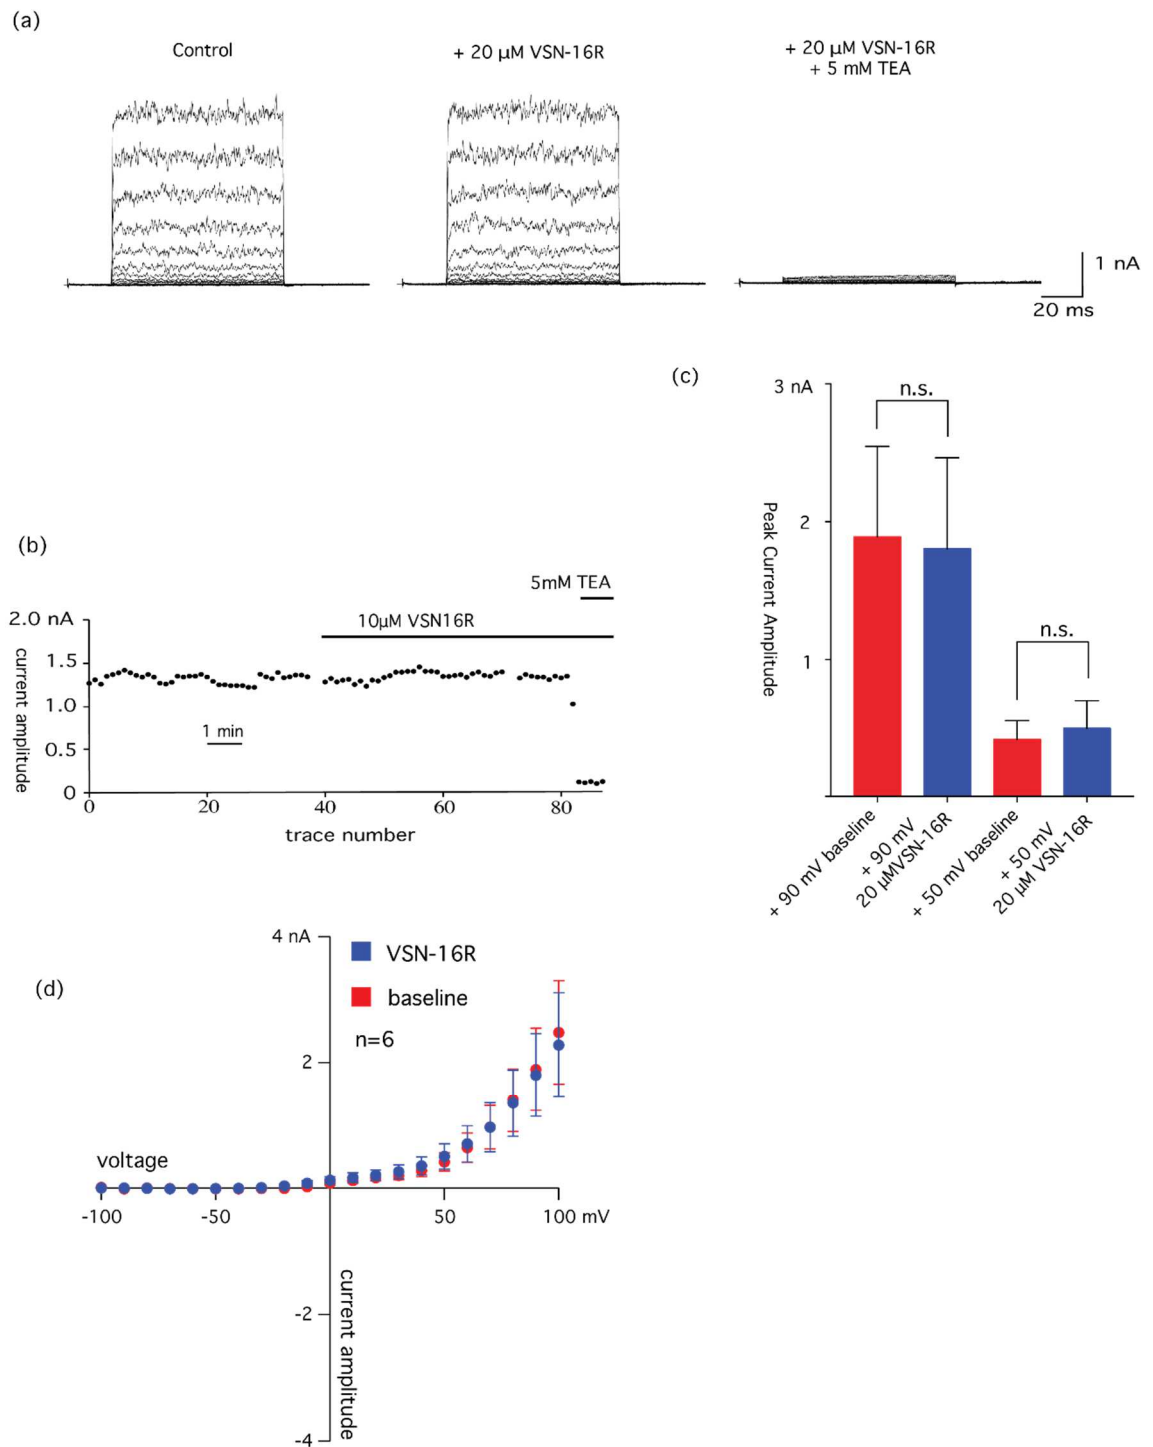 (a)
Control
+ 20 µM VSN-16R
+ 20 µM VSN-16R
+ 5 mM TEA
1 nA
20 ms
(c)
3 nA
n.s.
2
n.s.
1
Peak Current Amplitude
+ 90 mV baseline
+ 90 mV
20 µMVSN-16R
+ 50 mV baseline
+ 50 mV
20 µM VSN-16R
(b)
5mM TEA
10µM VSN16R
2.0 nA
1.5
1.0
0.5
0
current amplitude
1 min
0
20
40
60
80
trace number
(d)
4 nA
VSN-16R
baseline
n=6
2
voltage
-100
-50
50
100 mV
-2
-4
current amplitude